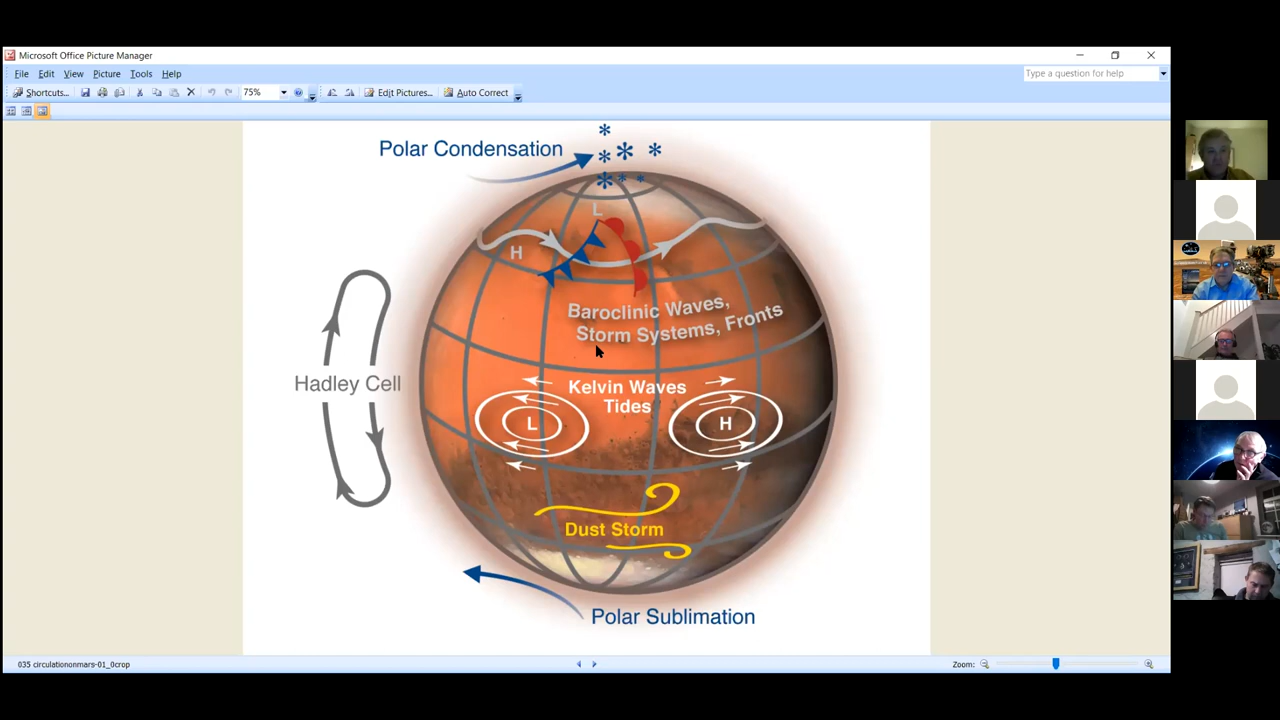 Microsoft Office Picture Manager
File Edit View Picture Tools Help
Type a question for help
Shortcuts... 75% Edit Pictures... Auto Correct
Polar Condensation
L
H
Baroclinic Waves,
Storm Systems, Fronts
Hadley Cell
Kelvin Waves
Tides
L
H
Dust Storm
Polar Sublimation
035 circulationonmars-01_0crop
Zoom: